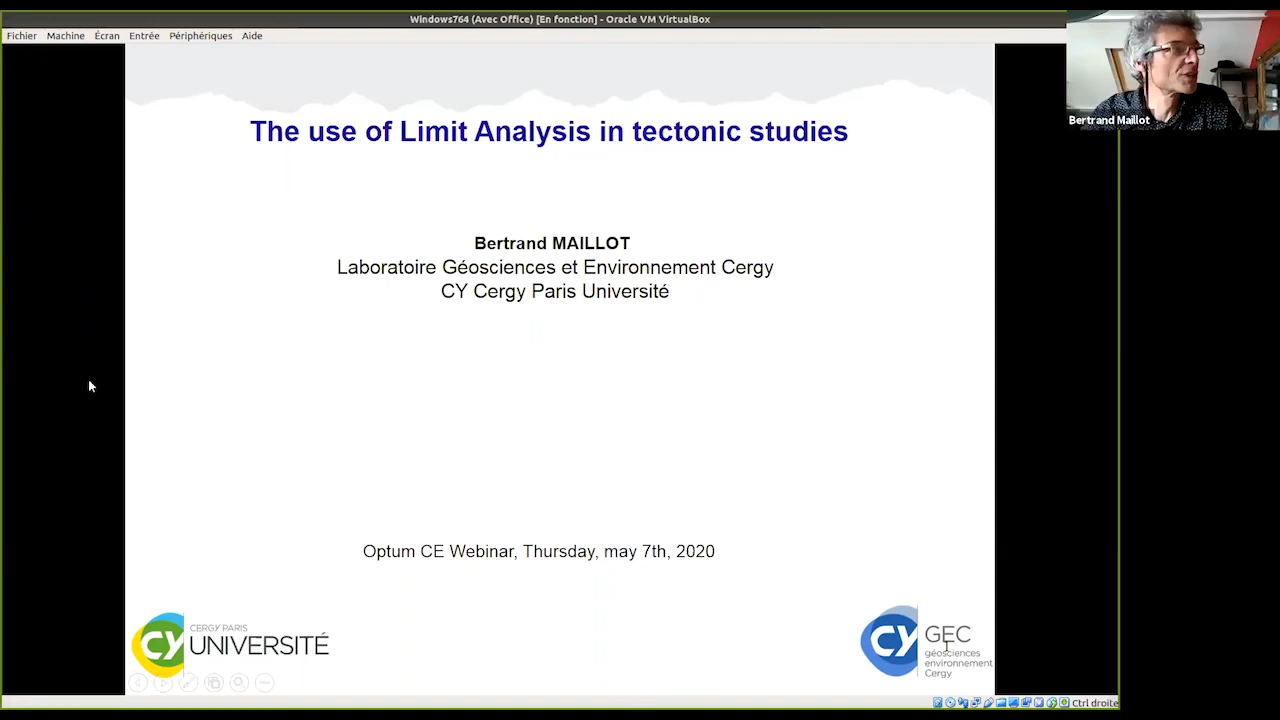 Windows764 (Avec Office) [En fonction] - Oracle VM VirtualBox
Fichier Machine Écran Entrée Périphériques Aide
Bertrand Maillot
The use of Limit Analysis in tectonic studies
Bertrand MAILLOT
Laboratoire Géosciences et Environnement Cergy
CY Cergy Paris Université
Optum CE Webinar, Thursday, may 7th, 2020
CY
CERGY PARIS
UNIVERSITÉ
CY
GEC
géosciences
environnement
Cergy
Ctrl droite